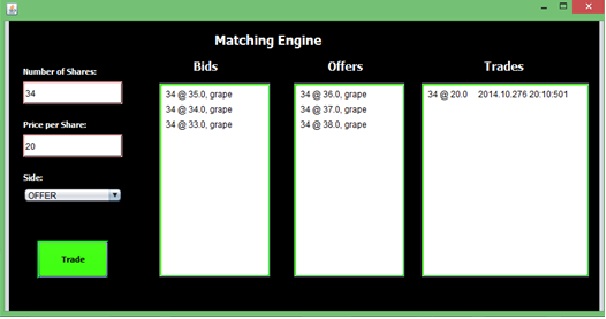 Matching Engine
Number of Shares:
34
Price per Share:
20
Side:
OFFER
Trade
Bids
34 @ 35.0, grape
34 @ 34.0, grape
34 @ 33.0, grape
Offers
34 @ 36.0, grape
34 @ 37.0, grape
34 @ 38.0, grape
Trades
34 @ 20.0 2014.10.276 20:10:501